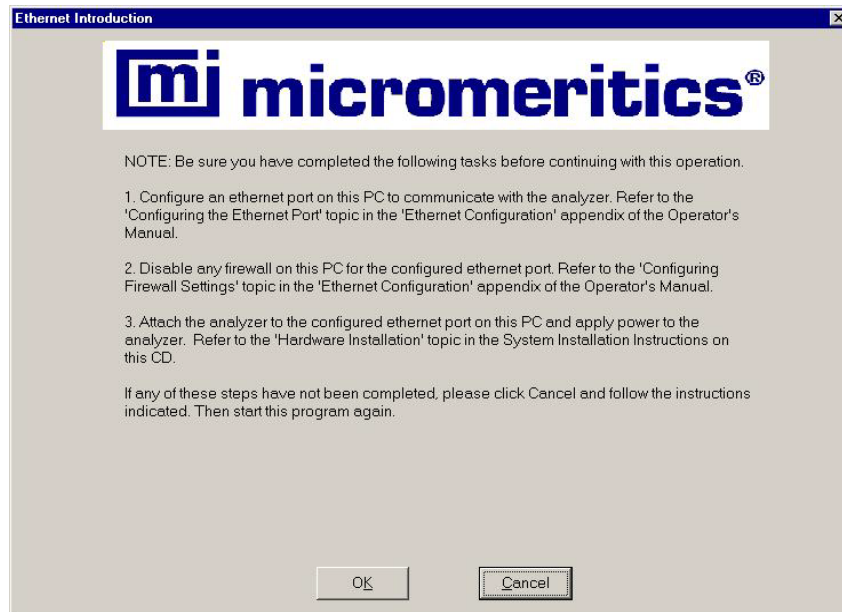 Ethernet Introduction
mi micromeritics®
NOTE: Be sure you have completed the following tasks before continuing with this operation.
1. Configure an ethernet port on this PC to communicate with the analyzer. Refer to the
'Configuring the Ethernet Port' topic in the 'Ethernet Configuration' appendix of the Operator's
Manual.
2. Disable any firewall on this PC for the configured ethernet port. Refer to the 'Configuring
Firewall Settings' topic in the 'Ethernet Configuration' appendix of the Operator's Manual.
3. Attach the analyzer to the configured ethernet port on this PC and apply power to the
analyzer. Refer to the 'Hardware Installation' topic in the System Installation Instructions on
this CD.
If any of these steps have not been completed, please click Cancel and follow the instructions
indicated. Then start this program again.
OK
Cancel